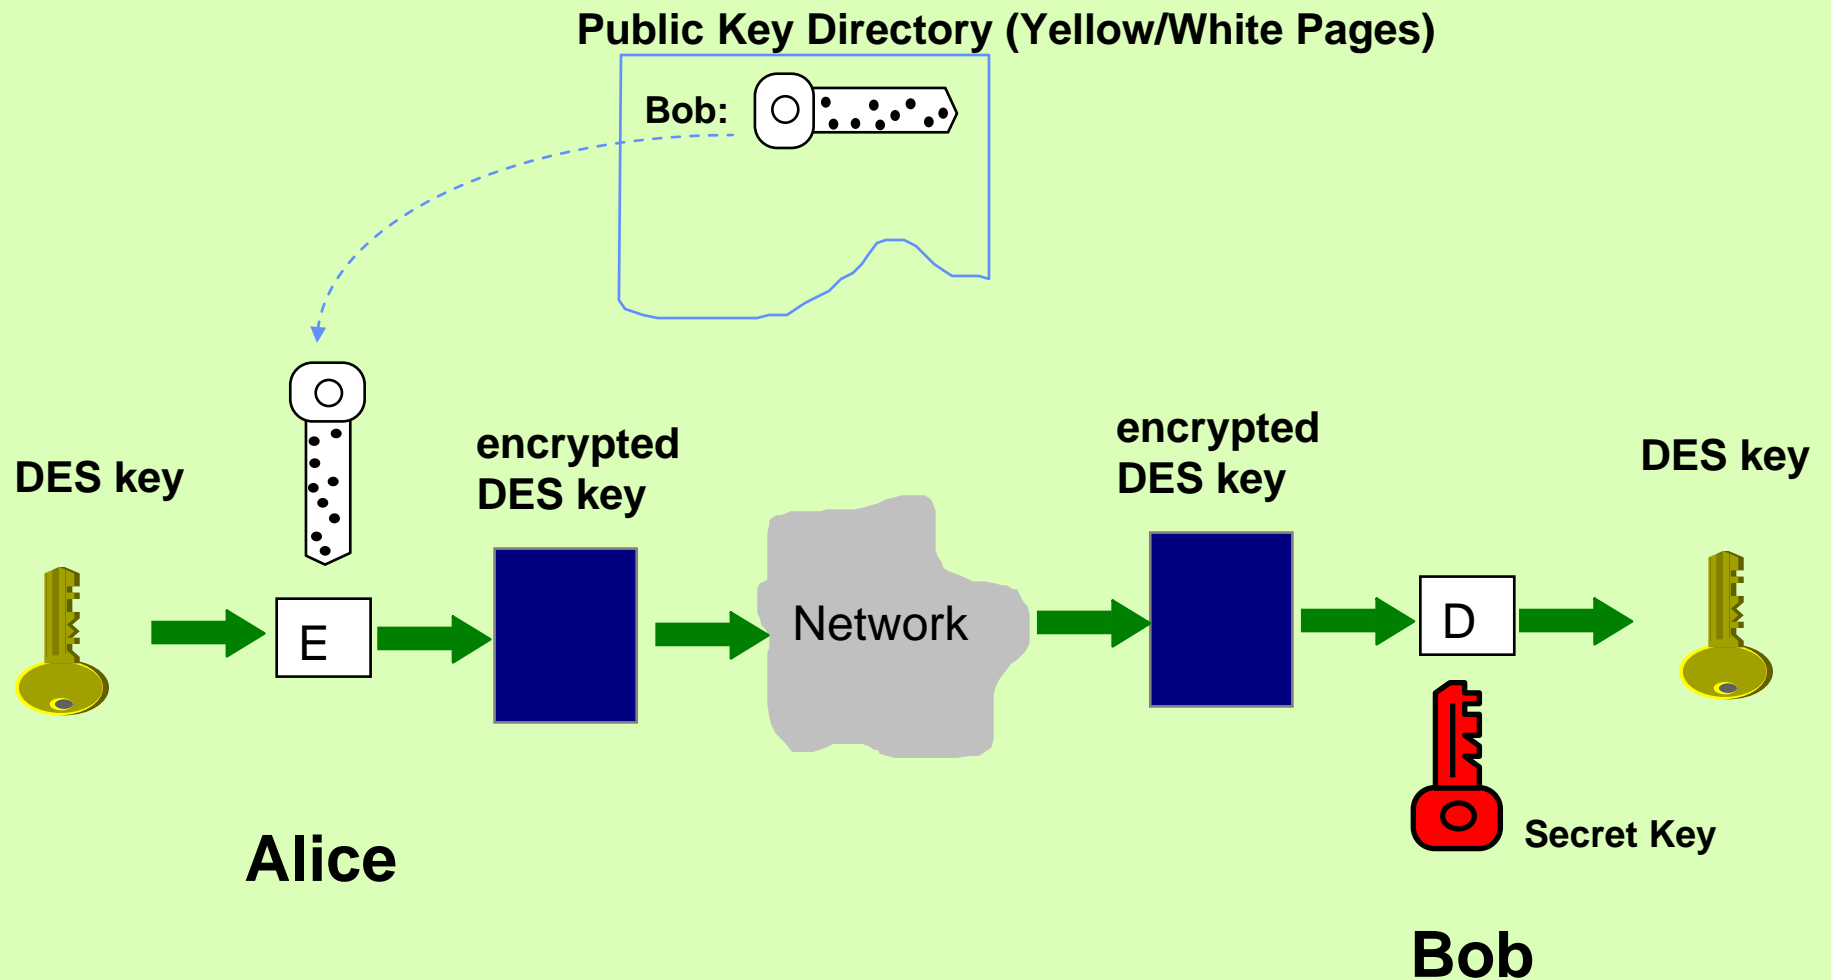 Public Key Directory (Yellow/White Pages)
Bob:
DES key
encrypted
DES key
encrypted
DES key
DES key
E
Network
D
Secret Key
Alice
Bob